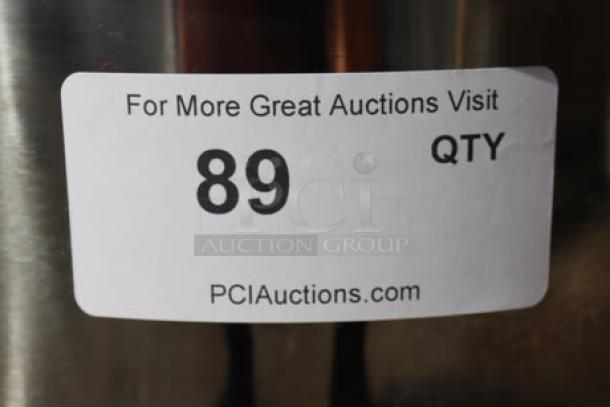 For More Great Auctions Visit
89 QTY
PCI
AUCTION GROUP
PCIAuctions.com